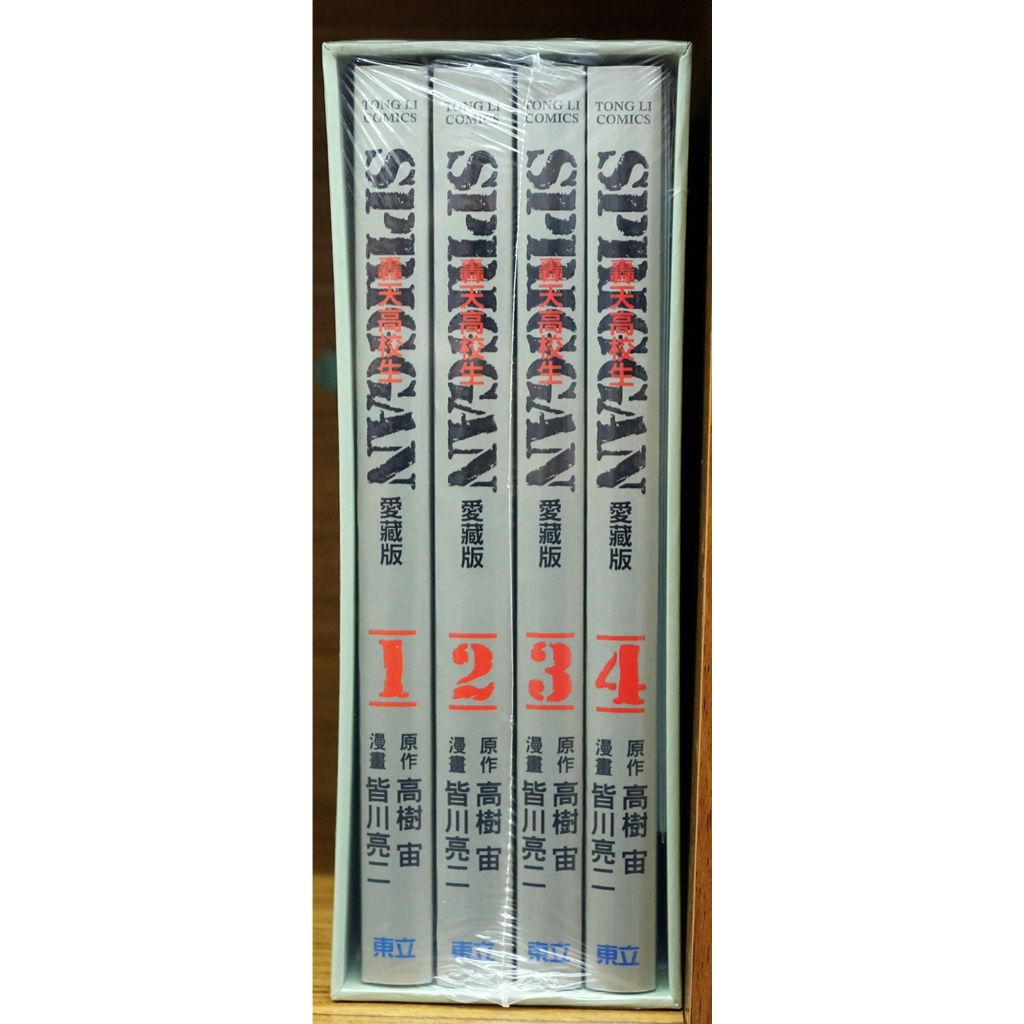 TONG LI
COMICS
SPRIGGAN
轟天高校生
愛藏版
1
原作 高樹 宙
漫畫 皆川亮二
東立
TONG LI
COMICS
SPRIGGAN
轟天高校生
愛藏版
2
原作 高樹 宙
漫畫 皆川亮二
東立
TONG LI
COMICS
SPRIGGAN
轟天高校生
愛藏版
3
原作 高樹 宙
漫畫 皆川亮二
東立
TONG LI
COMICS
SPRIGGAN
轟天高校生
愛藏版
4
原作 高樹 宙
漫畫 皆川亮二
東立